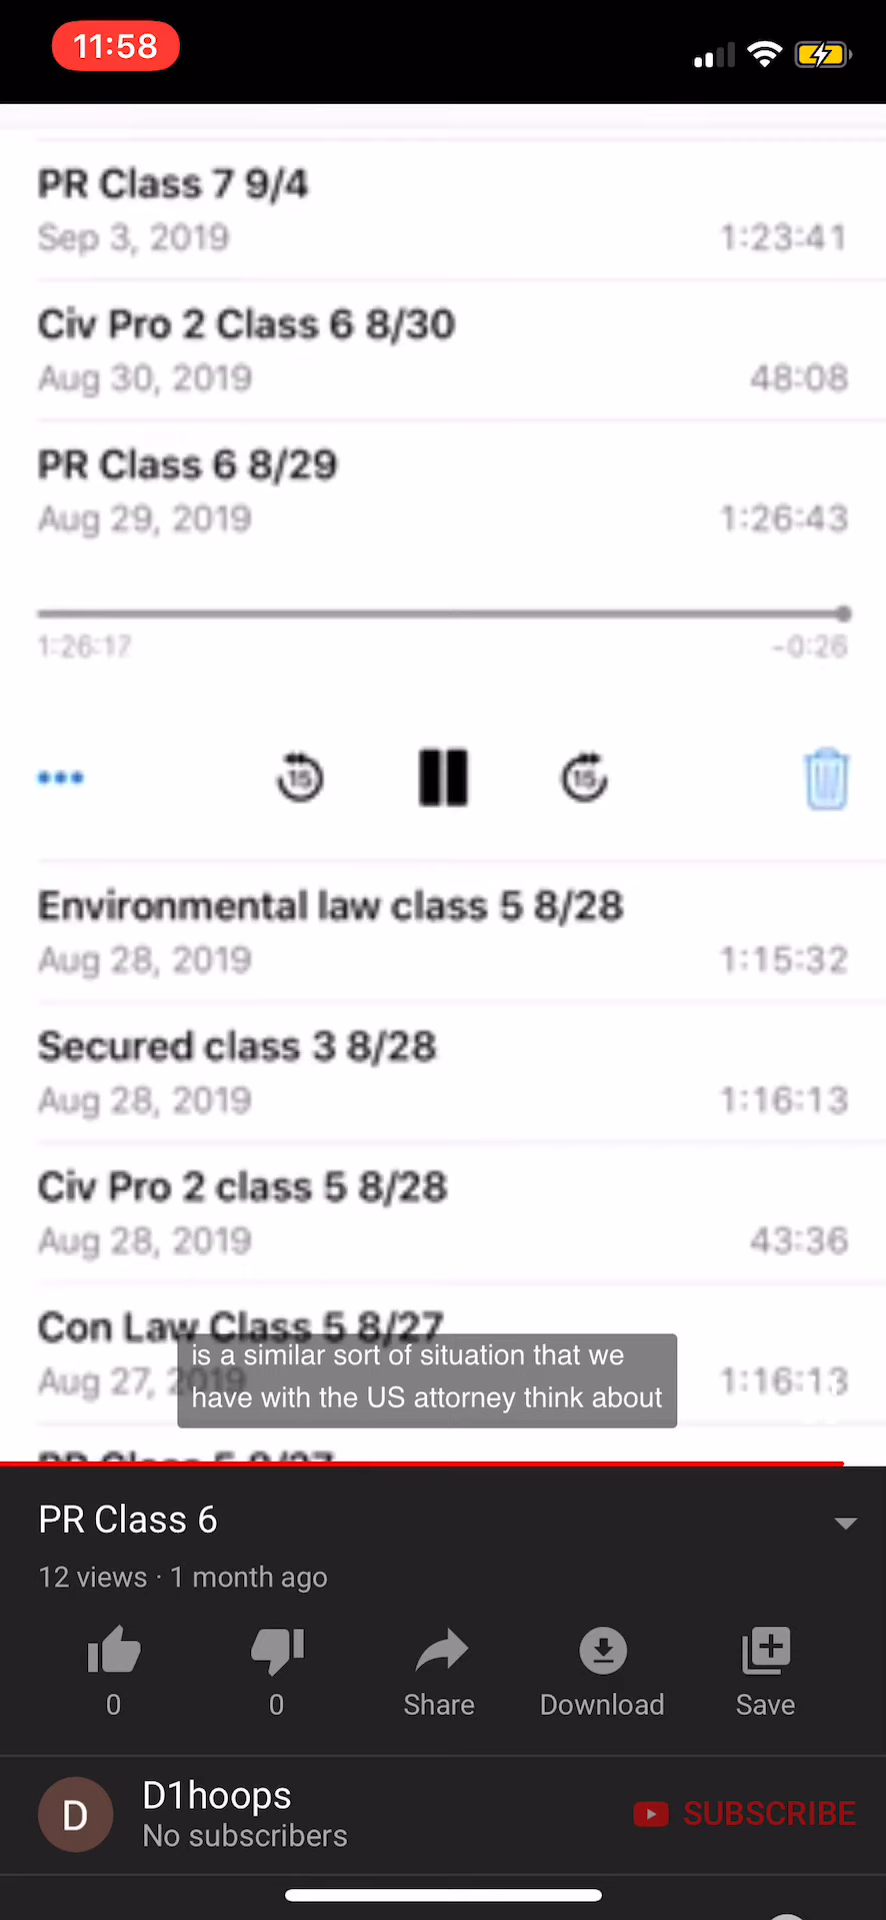 11:58
PR Class 7 9/4
Sep 3, 2019 1:23:41
Civ Pro 2 Class 6 8/30
Aug 30, 2019 48:08
PR Class 6 8/29
Aug 29, 2019 1:26:43
1:26:17 -0:26
15 15
Environmental law class 5 8/28
Aug 28, 2019 1:15:32
Secured class 3 8/28
Aug 28, 2019 1:16:13
Civ Pro 2 class 5 8/28
Aug 28, 2019 43:36
Con Law Class 5 8/27
Aug 27, 2019 1:16:13
is a similar sort of situation that we
have with the US attorney think about
PR Class 5 8/27
PR Class 6
12 views · 1 month ago
0 0 Share Download Save
D D1hoops
No subscribers
SUBSCRIBE